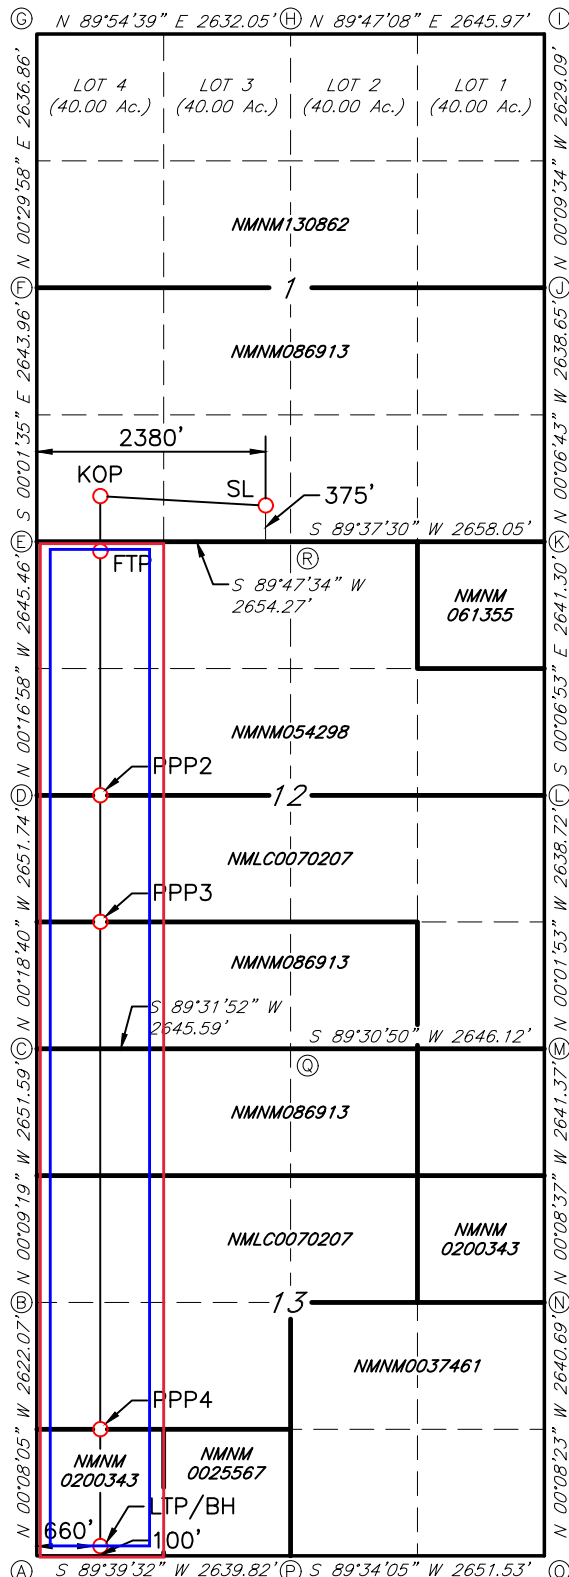 G N 89°54'39" E 2632.05' H N 89°47'08" E 2645.97' I
N 00°29'58" E 2636.86'
N 00°09'34" W 2629.09'
LOT 4
(40.00 Ac.)
LOT 3
(40.00 Ac.)
LOT 2
(40.00 Ac.)
LOT 1
(40.00 Ac.)
NMNM130862
F 1 J
S 00°01'35" E 2643.96'
N 00°06'43" W 2638.65'
NMNM086913
2380'
KOP
SL
375'
S 89°37'30" W 2658.05'
E K
R
FTP
S 89°47'34" W
2654.27'
N 00°16'58" W 2645.46'
S 00°06'53" E 2641.30'
NMNM
061355
NMNM054298
PPP2
D 12 L
N 00°18'40" W 2651.74'
N 00°01'53" W 2638.72'
NMLC0070207
PPP3
NMNM086913
S 89°31'52" W
2645.59'
S 89°30'50" W 2646.12'
C M
Q
N 00°09'19" W 2651.59'
N 00°08'37" W 2641.37'
NMNM086913
NMLC0070207
NMNM
0200343
B 13 N
N 00°08'05" W 2622.07'
N 00°08'23" W 2640.69'
NMNM0037461
PPP4
NMNM
0200343
NMNM
0025567
LTP/BH
660'
100'
A S 89°39'32" W 2639.82' P S 89°34'05" W 2651.53' O